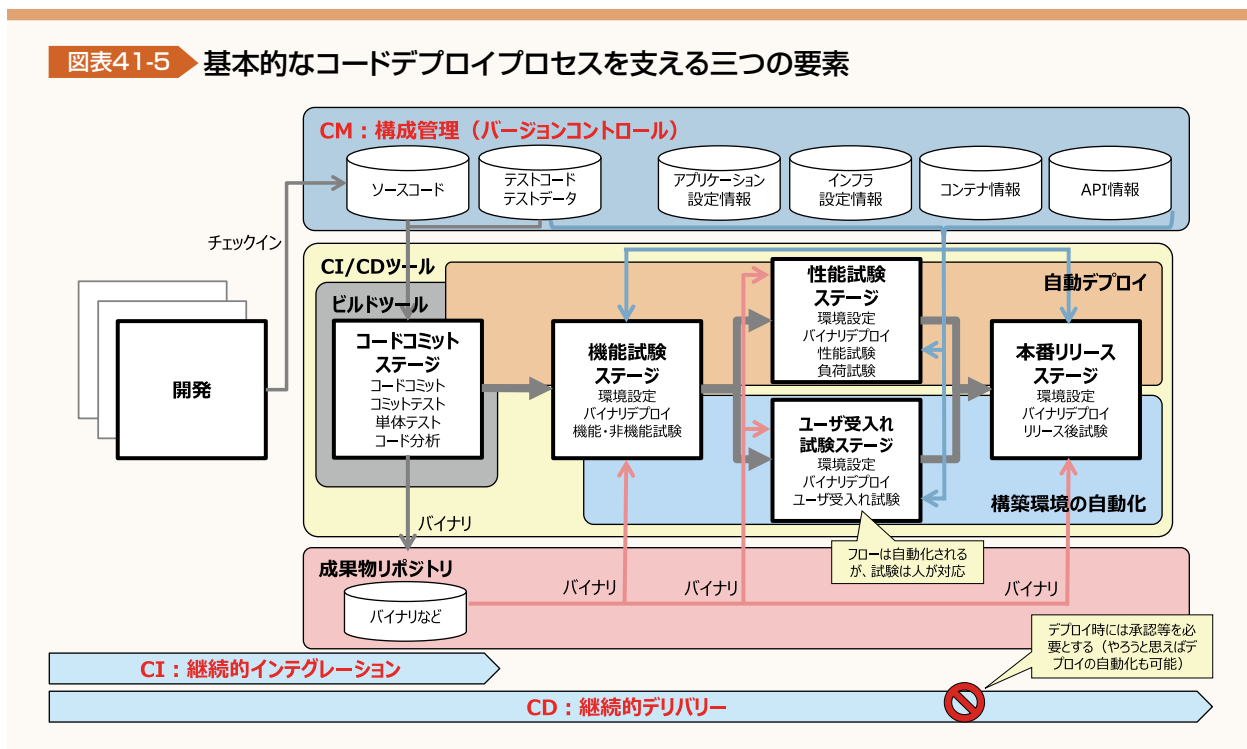 図表41-5
基本的なコードデプロイプロセスを支える三つの要素
CM：構成管理（バージョンコントロール）
ソースコード
テストコード
テストデータ
アプリケーション
設定情報
インフラ
設定情報
コンテナ情報
API情報
チェックイン
開発
CI/CDツール
ビルドツール
コードコミット
ステージ
コードコミット
コミットテスト
単体テスト
コード分析
機能試験
ステージ
環境設定
バイナリデプロイ
機能・非機能試験
性能試験
ステージ
環境設定
バイナリデプロイ
性能試験
負荷試験
自動デプロイ
ユーザ受入れ
試験ステージ
環境設定
バイナリデプロイ
ユーザ受入れ試験
本番リリース
ステージ
環境設定
バイナリデプロイ
リリース後試験
構築環境の自動化
フローは自動化される
が、試験は人が対応
バイナリ
成果物リポジトリ
バイナリなど
バイナリ
バイナリ
バイナリ
デプロイ時には承認等を必
要とする（やろうと思えばデ
プロイの自動化も可能）
CI：継続的インテグレーション
CD：継続的デリバリー